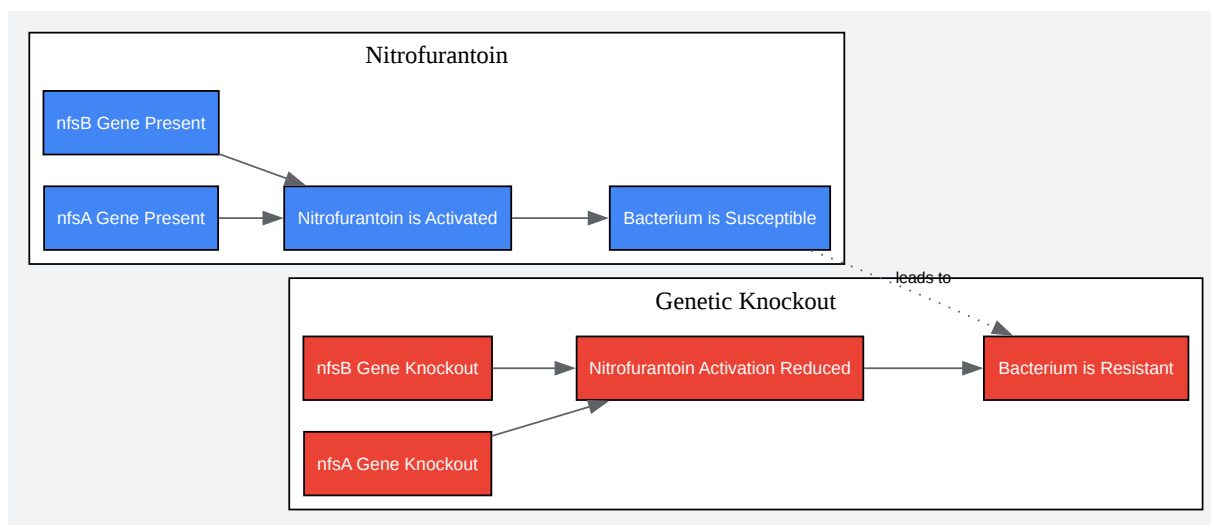 Nitrofurantoin
nfsB Gene Present
nfsA Gene Present
Nitrofurantoin is Activated
Bacterium is Susceptible
leads to
Genetic Knockout
nfsB Gene Knockout
Nitrofurantoin Activation Reduced
Bacterium is Resistant
nfsA Gene Knockout